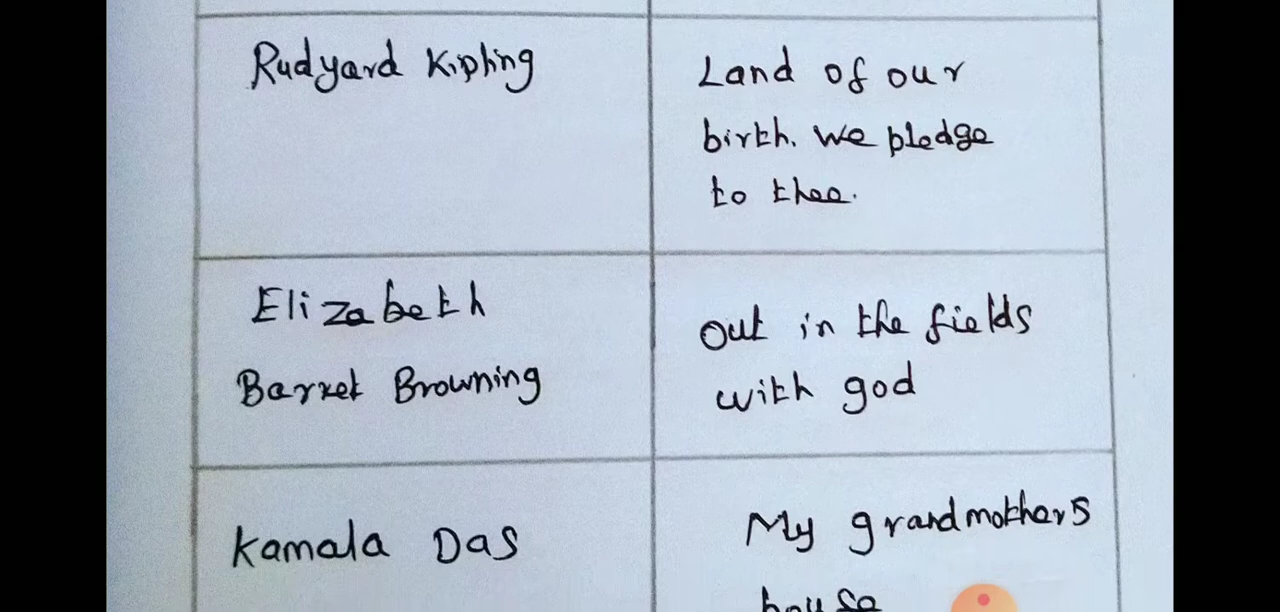 Rudyard Kipling
Land of our
birth. We pledge
to thee.
Elizabeth
Barret Browning
Out in the fields
with god
Kamala Das
My grandmothers
house